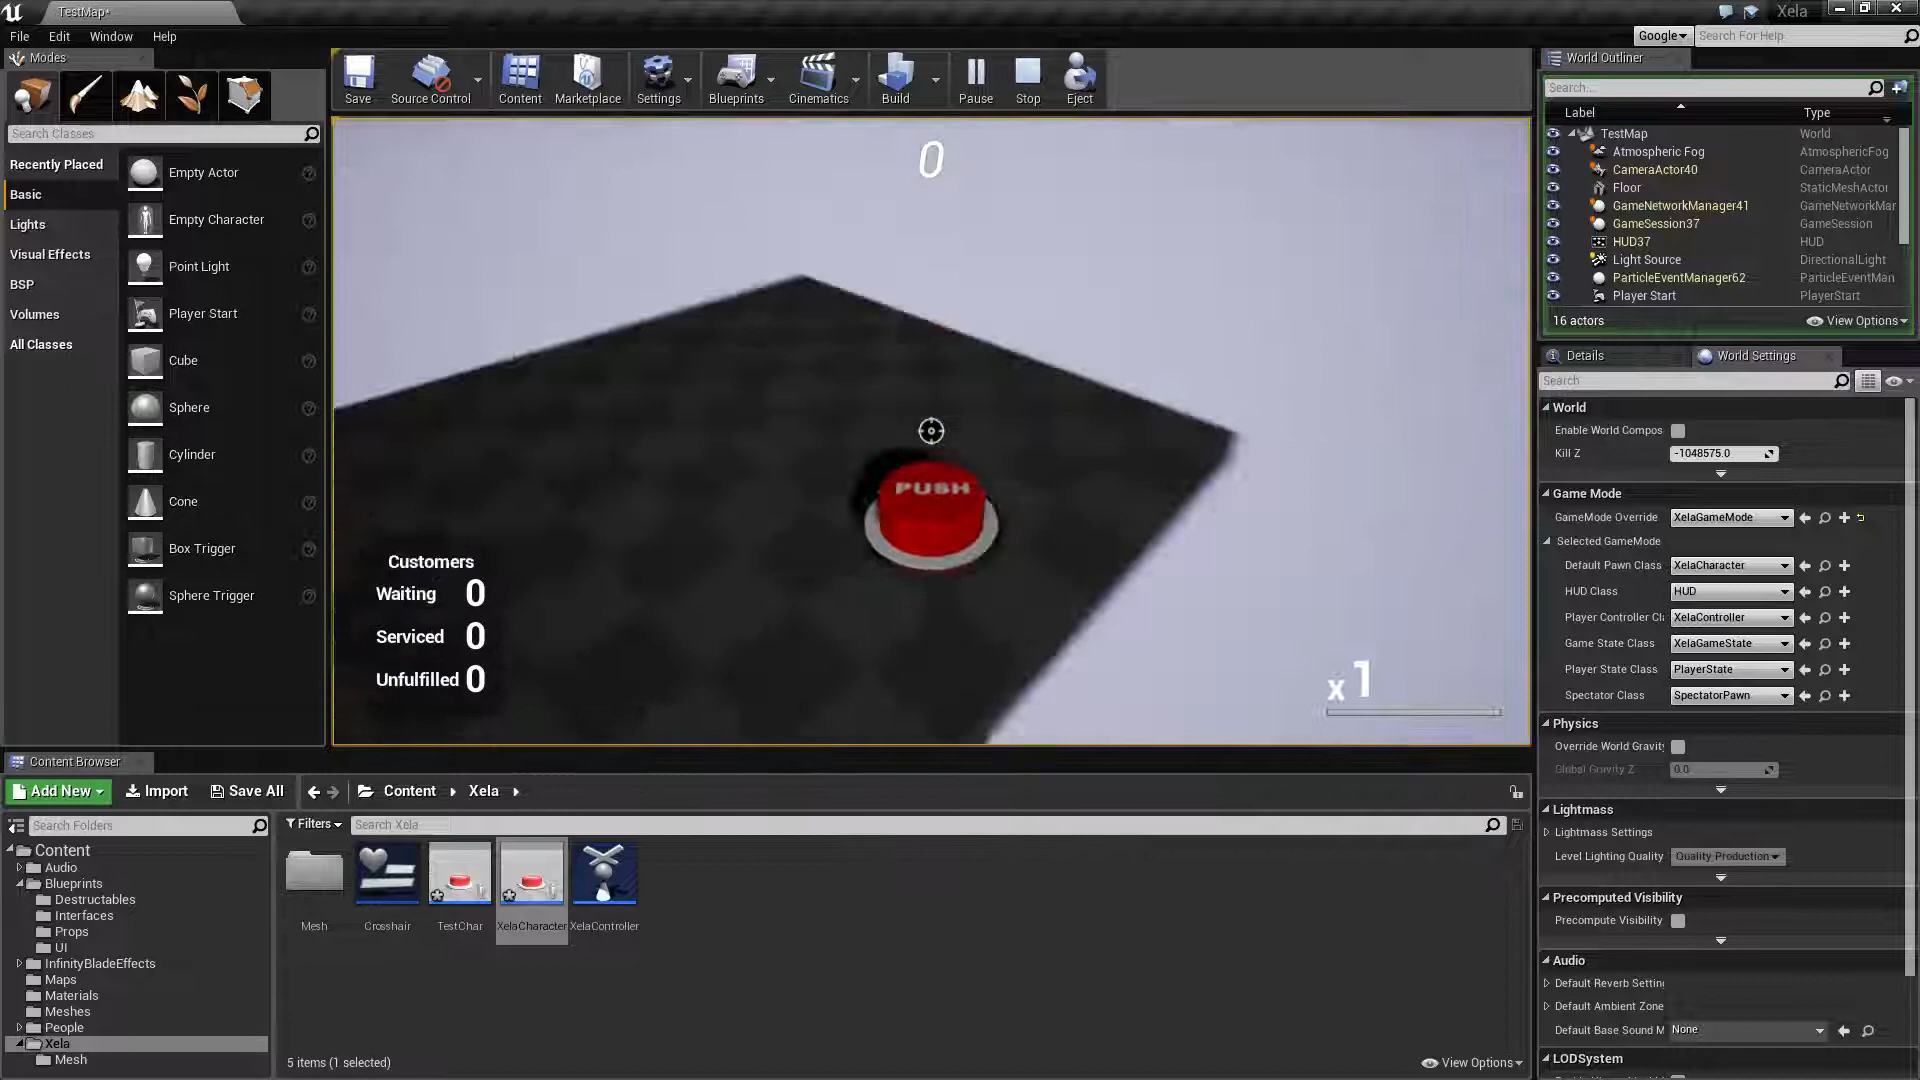 TestMap*
Xela
File Edit Window Help
Google
Search For Help
Modes
Save
Source Control
Content
Marketplace
Settings
Blueprints
Cinematics
Build
Pause
Stop
Eject
Search Classes
Recently Placed
Basic
Lights
Visual Effects
BSP
Volumes
All Classes
Empty Actor
Empty Character
Point Light
Player Start
Cube
Sphere
Cylinder
Cone
Box Trigger
Sphere Trigger
0
PUSH
Customers
Waiting 0
Serviced 0
Unfulfilled 0
x 1
World Outliner
Search...
Label Type
TestMap World
Atmospheric Fog AtmosphericFog
CameraActor40 CameraActor
Floor StaticMeshActor
GameNetworkManager41 GameNetworkMar
GameSession37 GameSession
HUD37 HUD
Light Source DirectionalLight
ParticleEventManager62 ParticleEventMan
Player Start PlayerStart
16 actors View Options
Details World Settings
Search
World
Enable World Compos
Kill Z -1048575.0
Game Mode
GameMode Override XelaGameMode
Selected GameMode
Default Pawn Class XelaCharacter
HUD Class HUD
Player Controller Cl XelaController
Game State Class XelaGameState
Player State Class PlayerState
Spectator Class SpectatorPawn
Physics
Override World Gravity
Global Gravity Z 0.0
Lightmass
Lightmass Settings
Level Lighting Quality Quality: Production
Precomputed Visibility
Precompute Visibility
Audio
Default Reverb Setting
Default Ambient Zone
Default Base Sound M None
LODSystem
Content Browser
Add New Import Save All Content Xela
Search Folders
Filters Search Xela
Content
Audio
Blueprints
Destructables
Interfaces
Props
UI
InfinityBladeEffects
Maps
Materials
Meshes
People
Xela
Mesh
Mesh
Crosshair
TestChar
XelaCharacter
XelaController
5 items (1 selected)
View Options